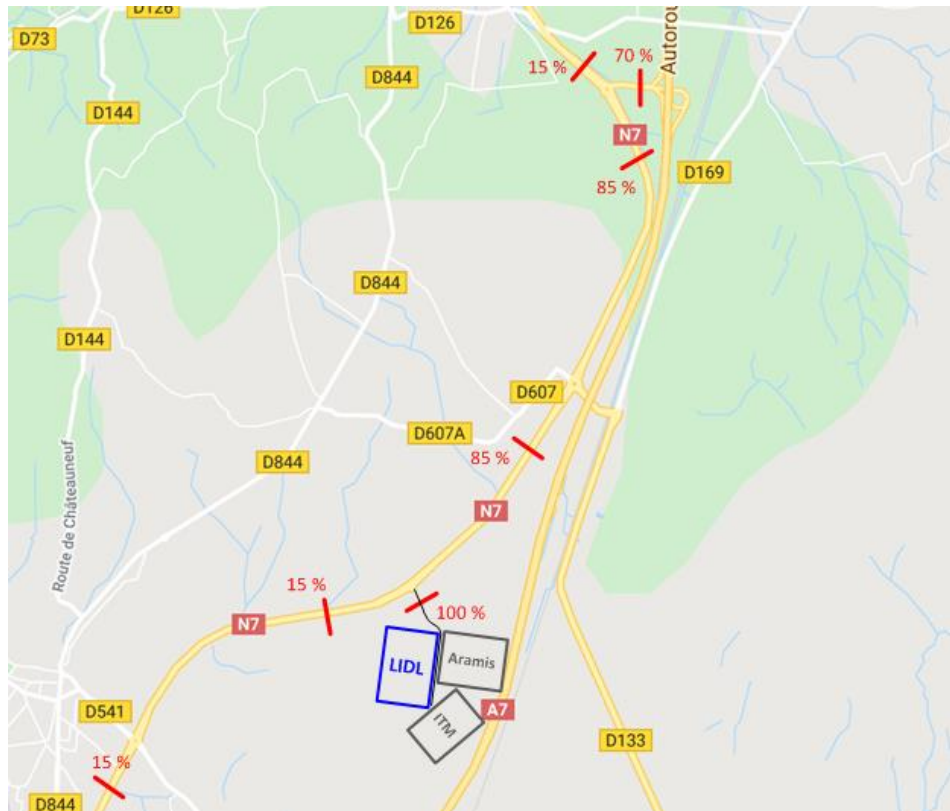 D126
D126
D73
15 %
70 %
Autorou
D844
D144
N7
D169
85 %
D844
D144
D607
D607A
85 %
D844
N7
Route de Châteauneuf
15 %
100 %
N7
LIDL
Aramis
ITM
A7
D541
D133
15 %
D844